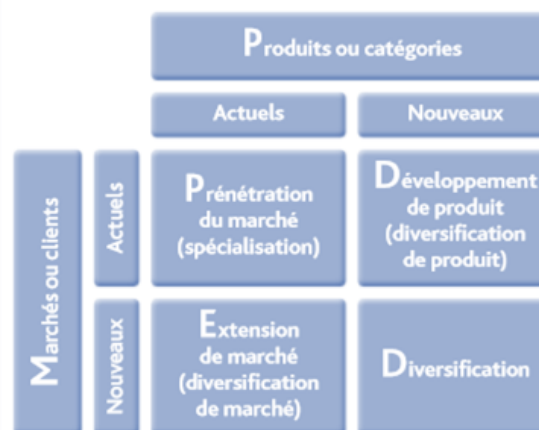 Produits ou catégories
Actuels
Nouveaux
Marchés ou clients
Actuels
Prénétration
du marché
(spécialisation)
Développement
de produit
(diversification
de produit)
Nouveaux
Extension
de marché
(diversification
de marché)
Diversification